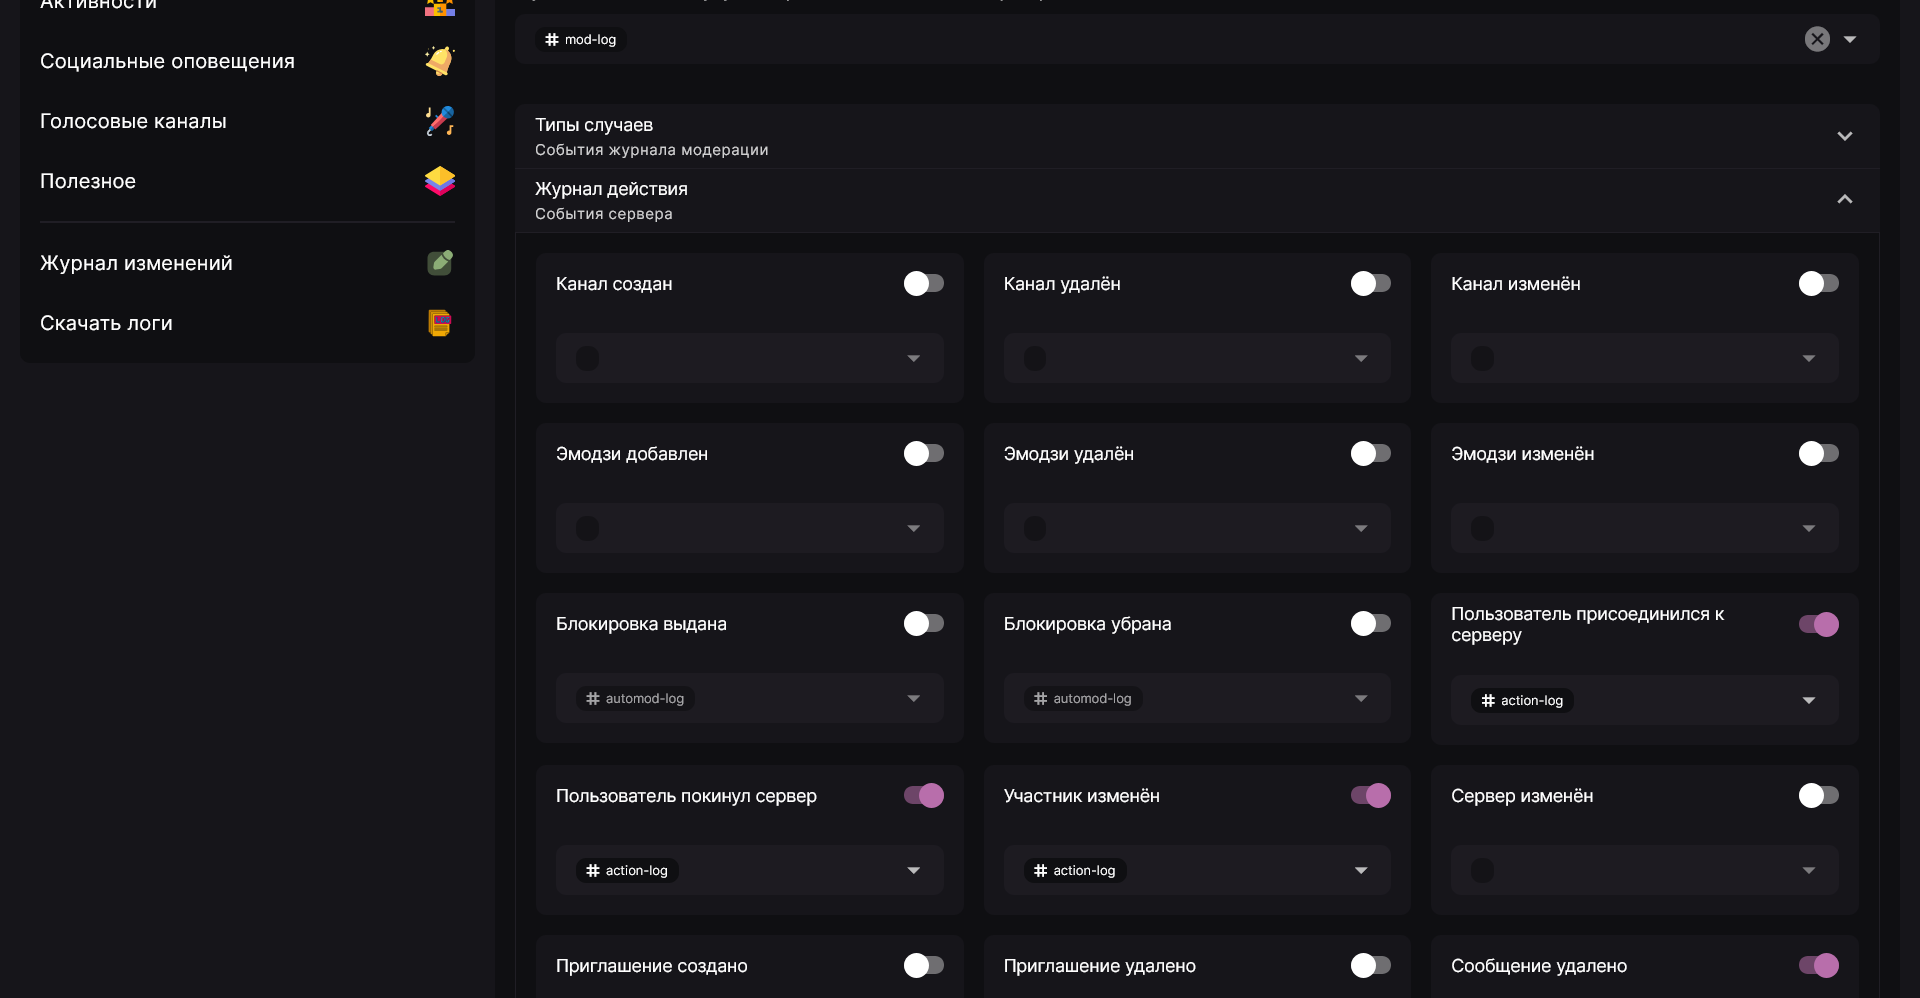 Активности
Социальные оповещения
Голосовые каналы
Полезное
Журнал изменений
Скачать логи
mod-log
Типы случаев
События журнала модерации
Журнал действия
События сервера
Канал создан
Канал удалён
Канал изменён
Эмодзи добавлен
Эмодзи удалён
Эмодзи изменён
Блокировка выдана
automod-log
Блокировка убрана
automod-log
Пользователь присоединился к
серверу
action-log
Пользователь покинул сервер
action-log
Участник изменён
action-log
Сервер изменён
Приглашение создано
Приглашение удалено
Сообщение удалено